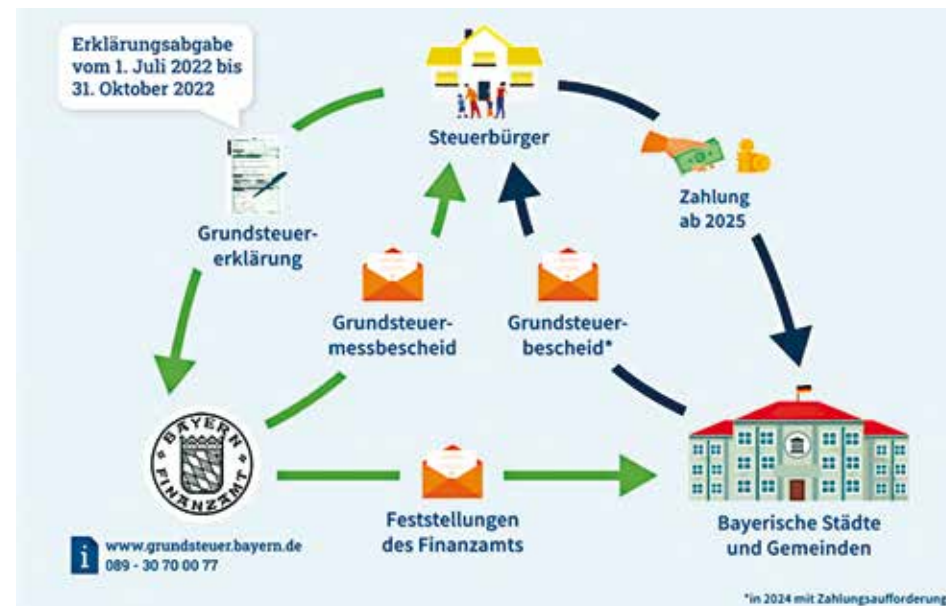 Erklärungsabgabe
vom 1. Juli 2022 bis
31. Oktober 2022
Steuerbürger
Zahlung
ab 2025
Grundsteuer-
erklärung
Grundsteuer-
messbescheid
Grundsteuer-
bescheid*
BAYERN
FINANZAMT
Feststellungen
des Finanzamts
Bayerische Städte
und Gemeinden
i
www.grundsteuer.bayern.de
089 - 30 70 00 77
*in 2024 mit Zahlungsaufforderung